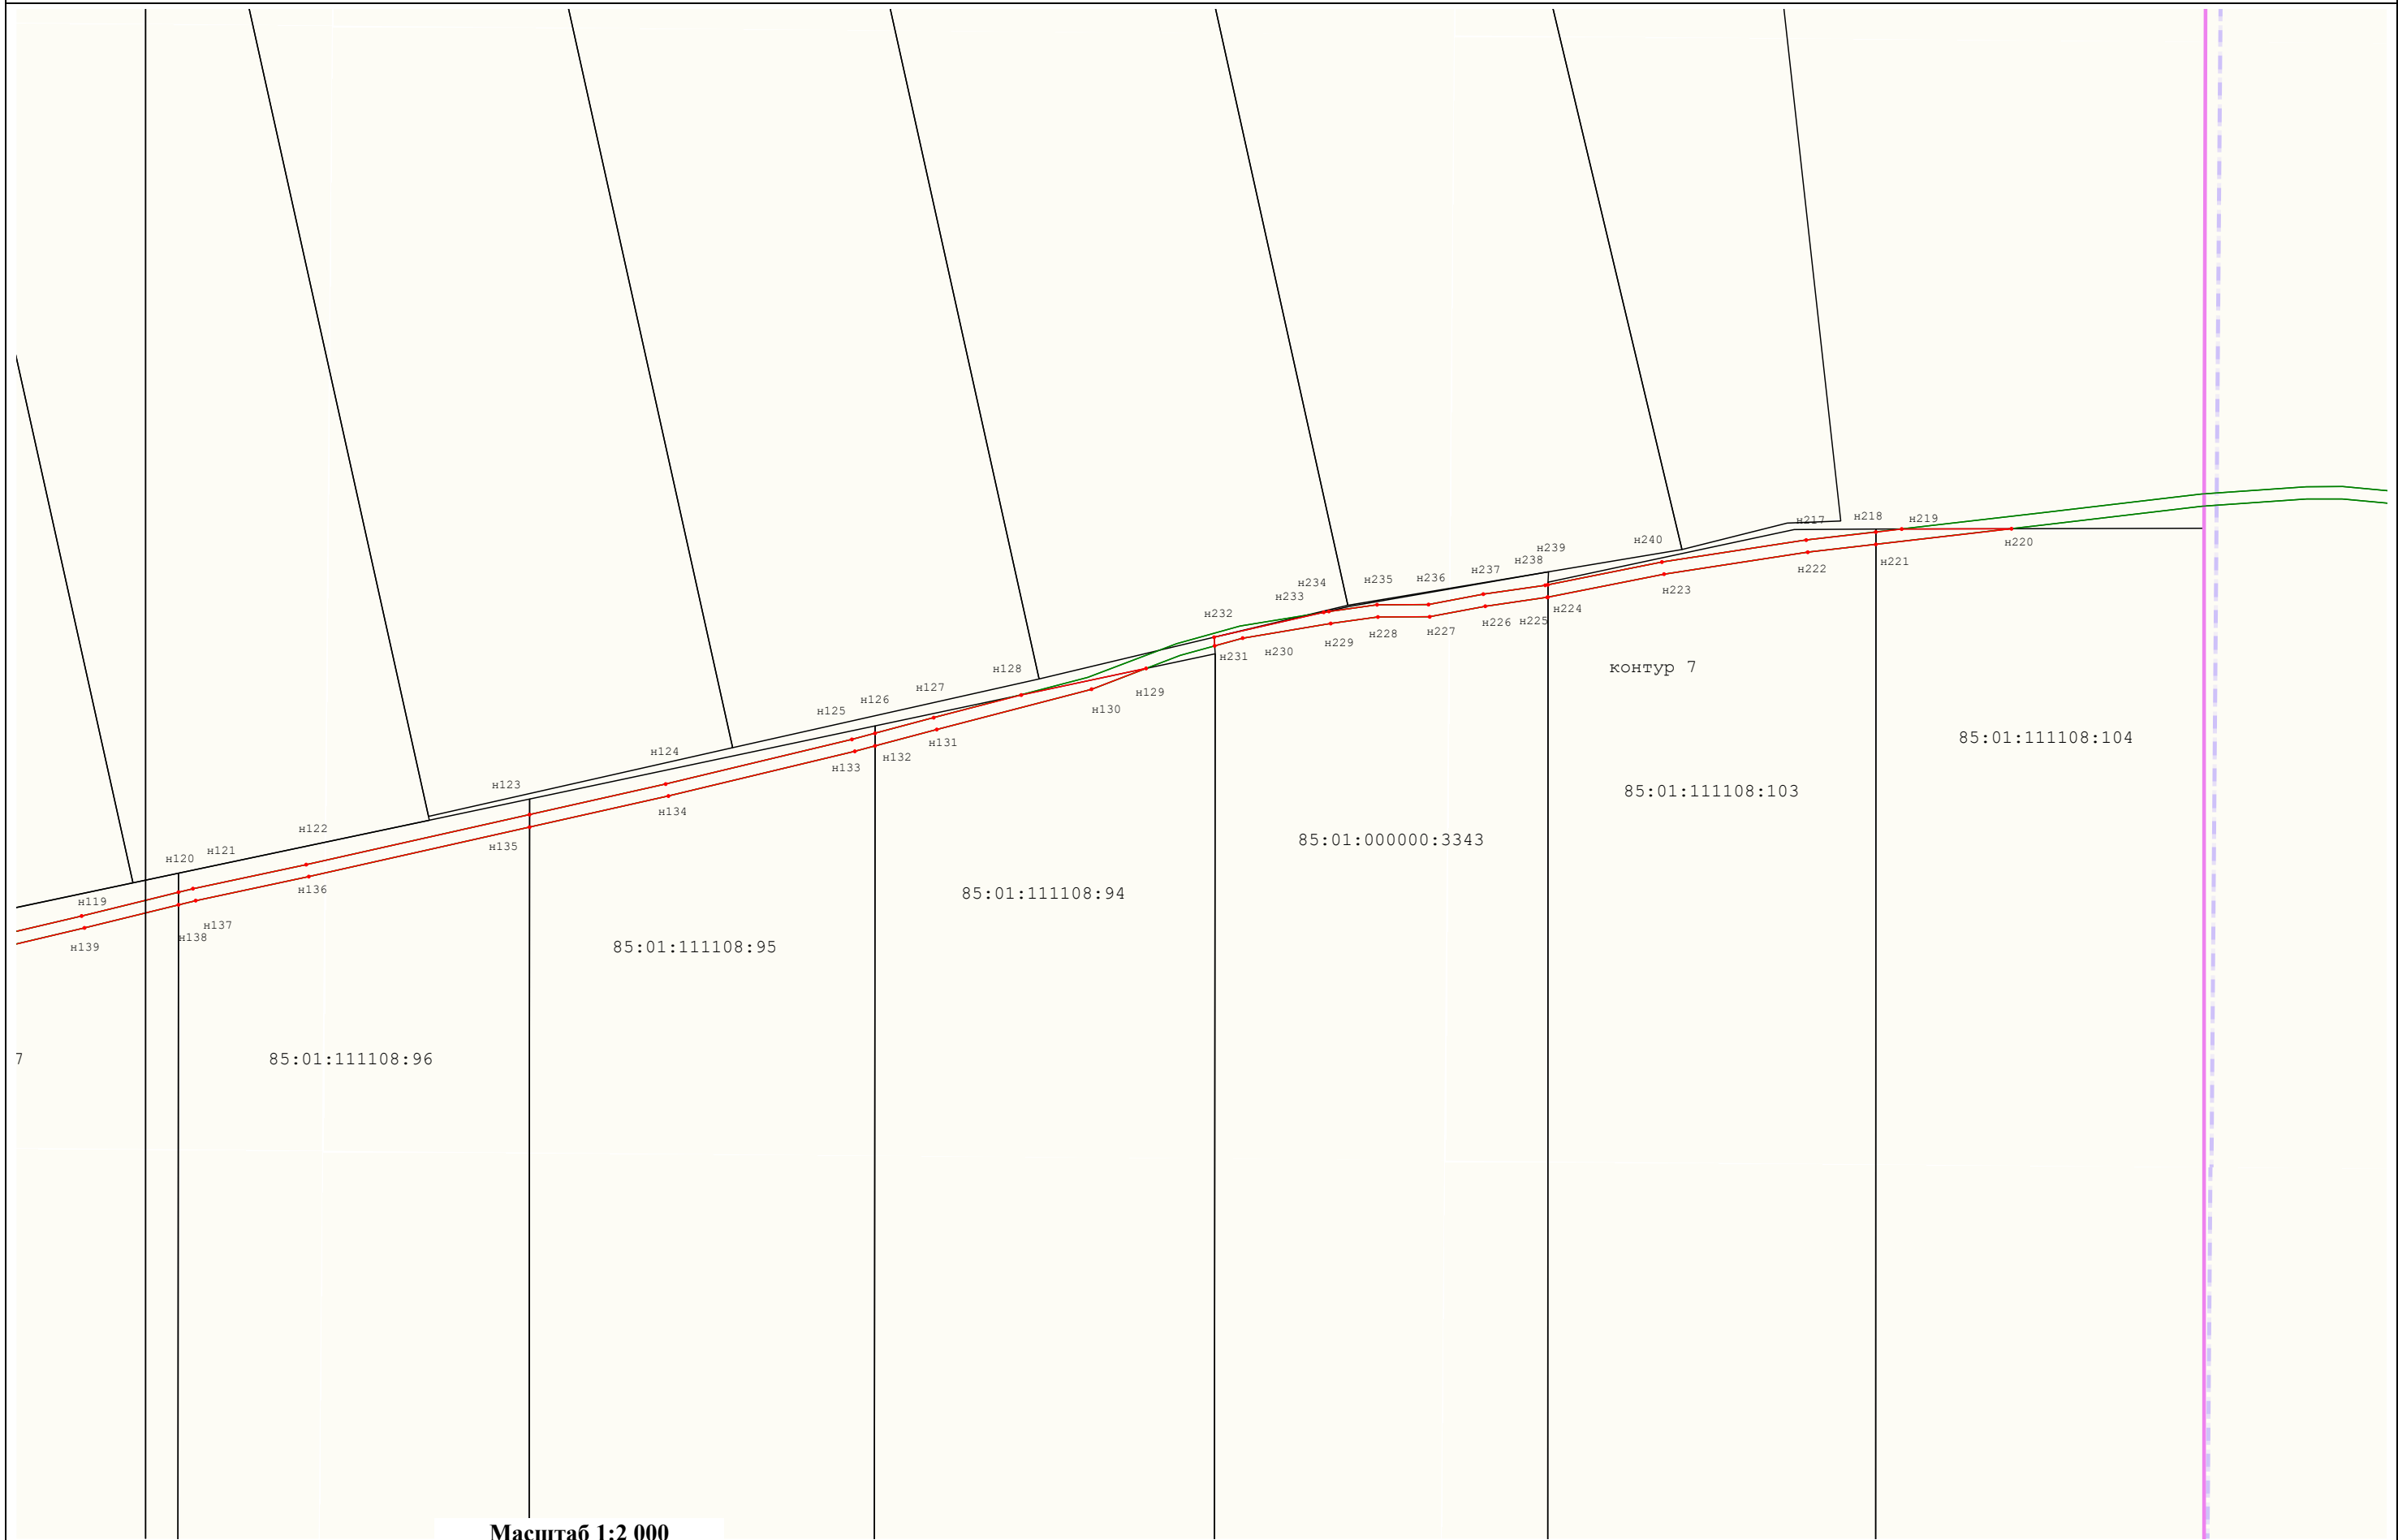 н217
н218
н219
н220
н221
н222
н240
н239
н238
н223
н237
н236
н235
н234
н233
н232
н224
н225
н226
н227
н228
н229
н230
н231
контур 7
н128
н129
н130
н127
н126
н125
н131
н132
н133
85:01:111108:104
н124
н123
н134
85:01:111108:103
н122
н135
85:01:000000:3343
н121
н120
н136
85:01:111108:94
н119
н137
н138
н139
85:01:111108:95
7
85:01:111108:96
Масштаб 1:2 000